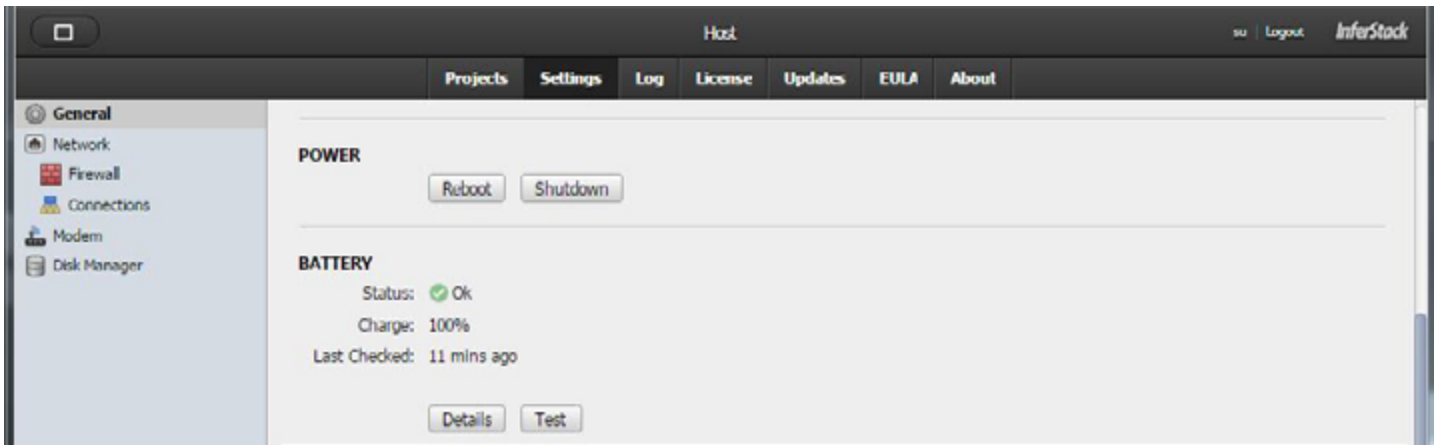 Host
su | Logout InferStack
Projects Settings Log License Updates EULA About
General
Network
Firewall
Connections
Modem
Disk Manager
POWER
Reboot Shutdown
BATTERY
Status: Ok
Charge: 100%
Last Checked: 11 mins ago
Details Test